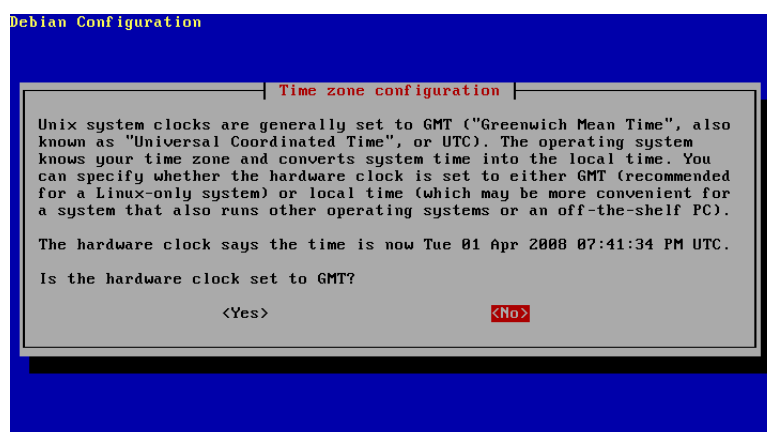 Debian Configuration
Time zone configuration
Unix system clocks are generally set to GMT ("Greenwich Mean Time", also
known as "Universal Coordinated Time", or UTC). The operating system
knows your time zone and converts system time into the local time. You
can specify whether the hardware clock is set to either GMT (recommended
for a Linux-only system) or local time (which may be more convenient for
a system that also runs other operating systems or an off-the-shelf PC).
The hardware clock says the time is now Tue 01 Apr 2008 07:41:34 PM UTC.
Is the hardware clock set to GMT?
<Yes> <No>